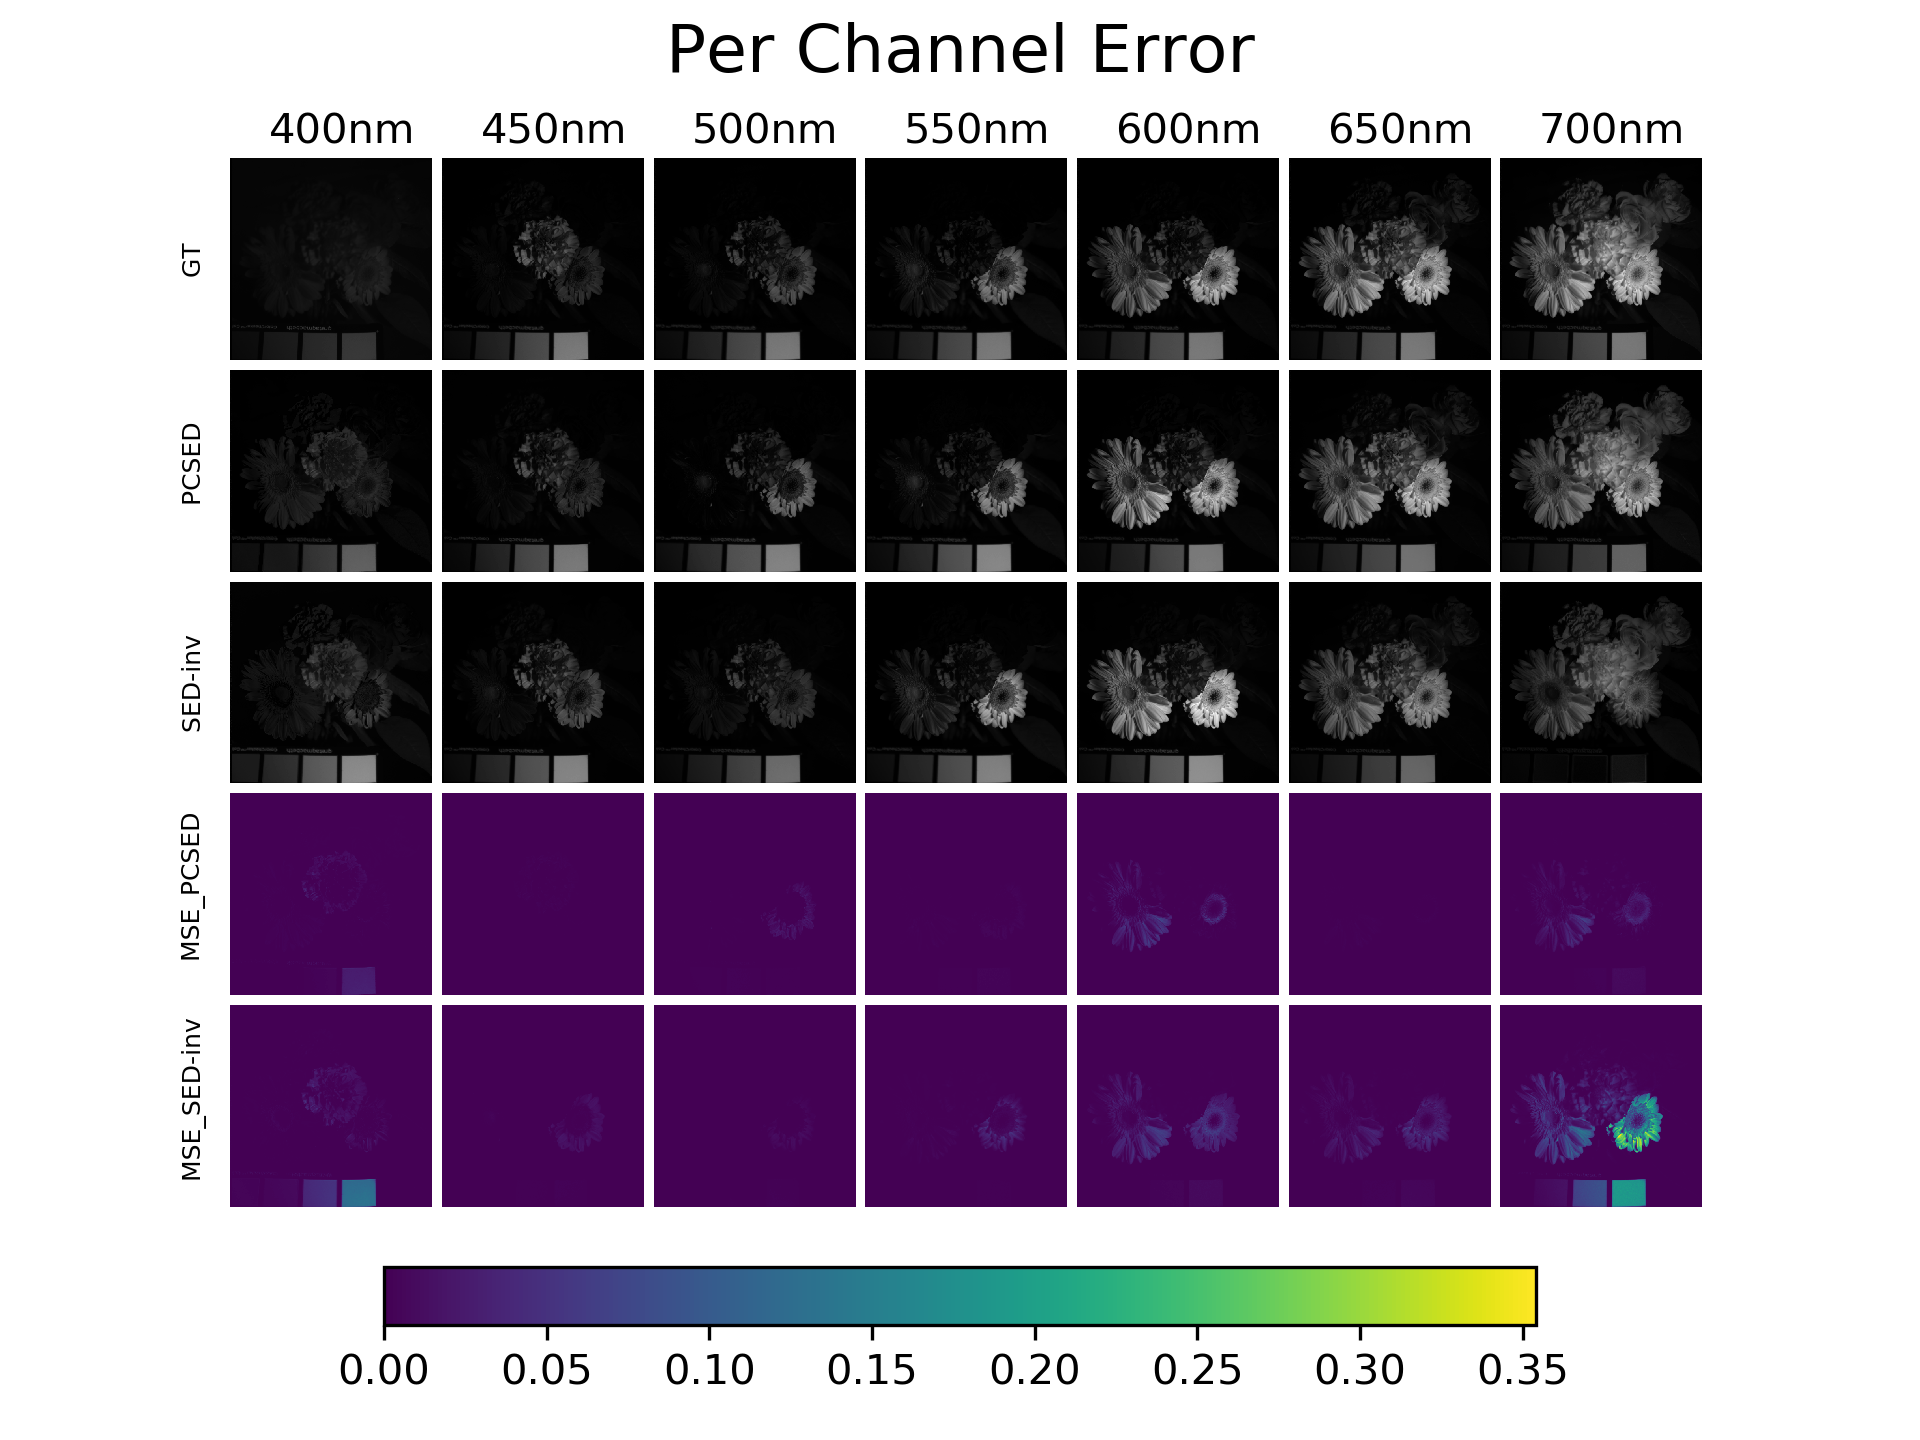 Per Channel Error
400nm 450nm 500nm 550nm 600nm 650nm 700nm
GT
PCSED
SED-inv
MSE_PCSED
MSE_SED-inv
0.00 0.05 0.10 0.15 0.20 0.25 0.30 0.35